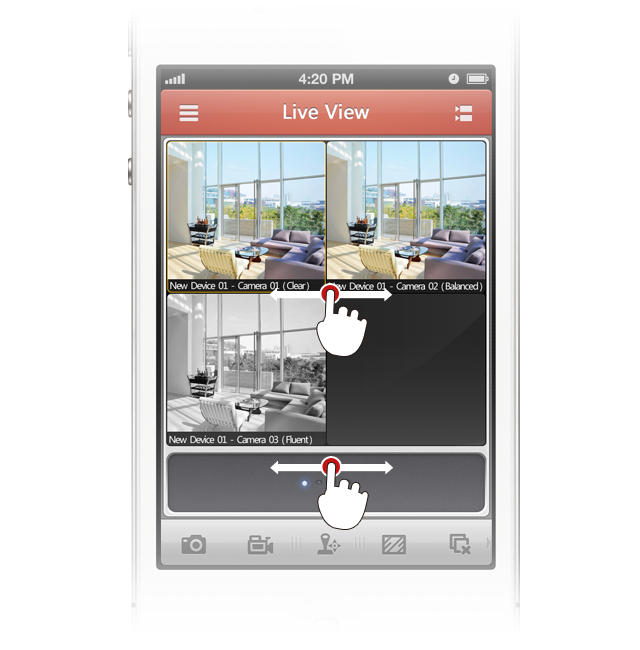 4:20 PM
Live View
New Device 01 - Camera 01 (Clear)
New Device 01 - Camera 02 (Balanced)
New Device 01 - Camera 03 (Fluent)